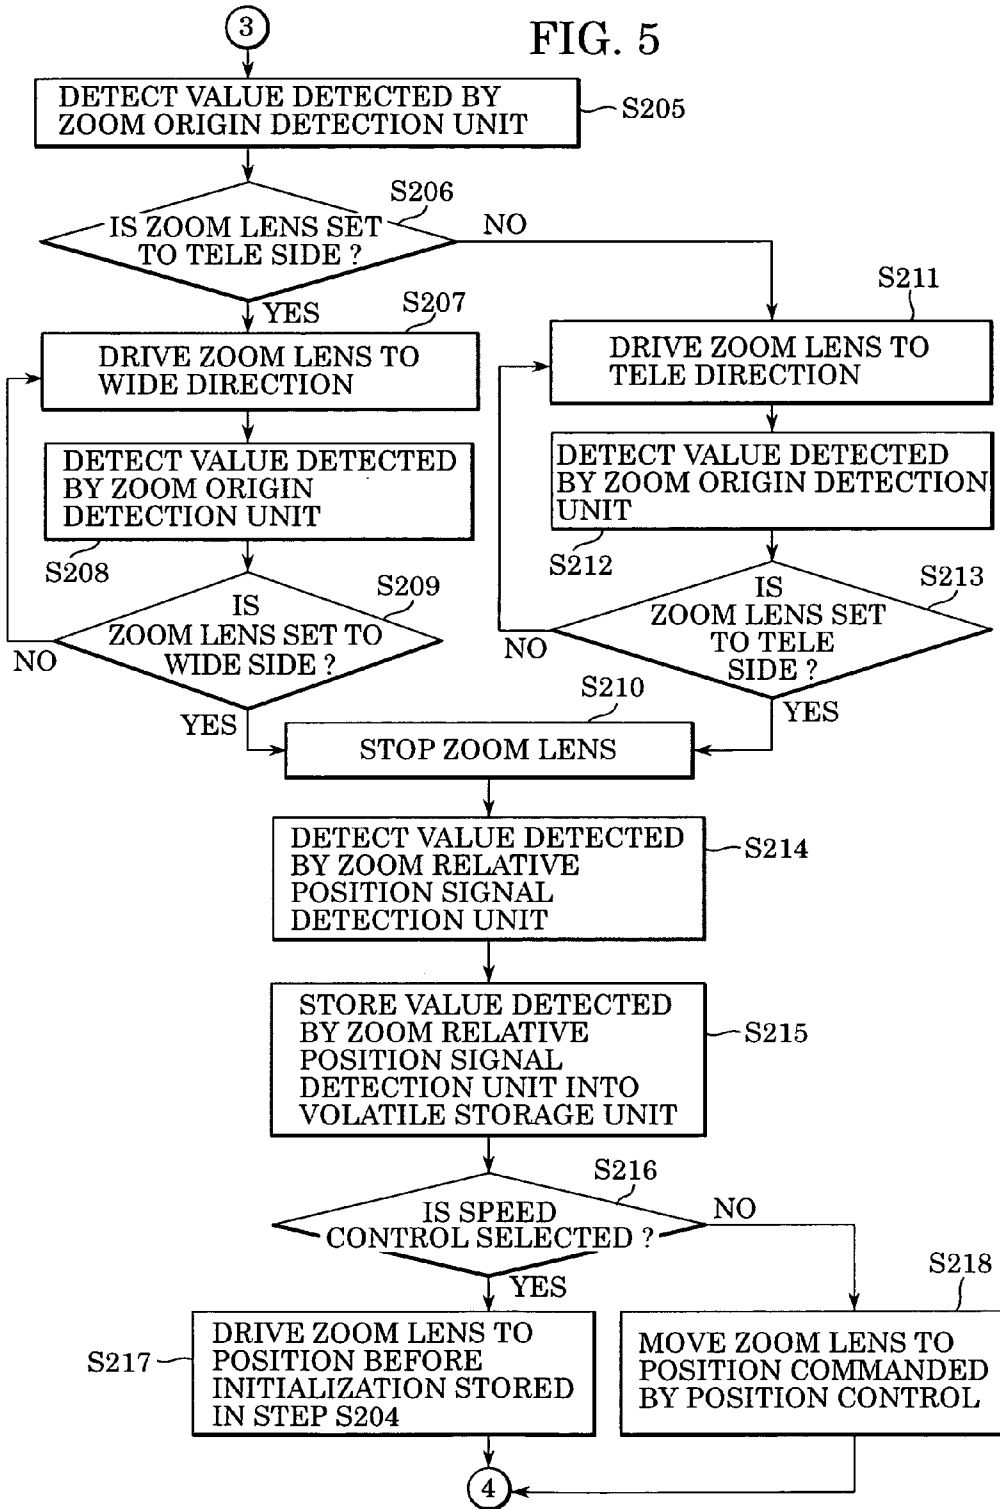 3
FIG. 5
DETECT VALUE DETECTED BY
ZOOM ORIGIN DETECTION UNIT
S205
S206
IS ZOOM LENS SET
TO TELE SIDE ?
NO
YES
S207
DRIVE ZOOM LENS TO
WIDE DIRECTION
S211
DRIVE ZOOM LENS TO
TELE DIRECTION
DETECT VALUE DETECTED
BY ZOOM ORIGIN
DETECTION UNIT
S208
DETECT VALUE DETECTED
BY ZOOM ORIGIN DETECTION
UNIT
S212
S209
IS
ZOOM LENS SET TO
WIDE SIDE ?
NO
YES
S213
IS
ZOOM LENS SET
TO TELE
SIDE ?
NO
YES
S210
STOP ZOOM LENS
DETECT VALUE DETECTED
BY ZOOM RELATIVE
POSITION SIGNAL
DETECTION UNIT
S214
STORE VALUE DETECTED
BY ZOOM RELATIVE
POSITION SIGNAL
DETECTION UNIT INTO
VOLATILE STORAGE UNIT
S215
S216
IS SPEED
CONTROL SELECTED ?
NO
YES
S217
DRIVE ZOOM LENS TO
POSITION BEFORE
INITIALIZATION STORED
IN STEP S204
S218
MOVE ZOOM LENS TO
POSITION COMMANDED
BY POSITION CONTROL
4